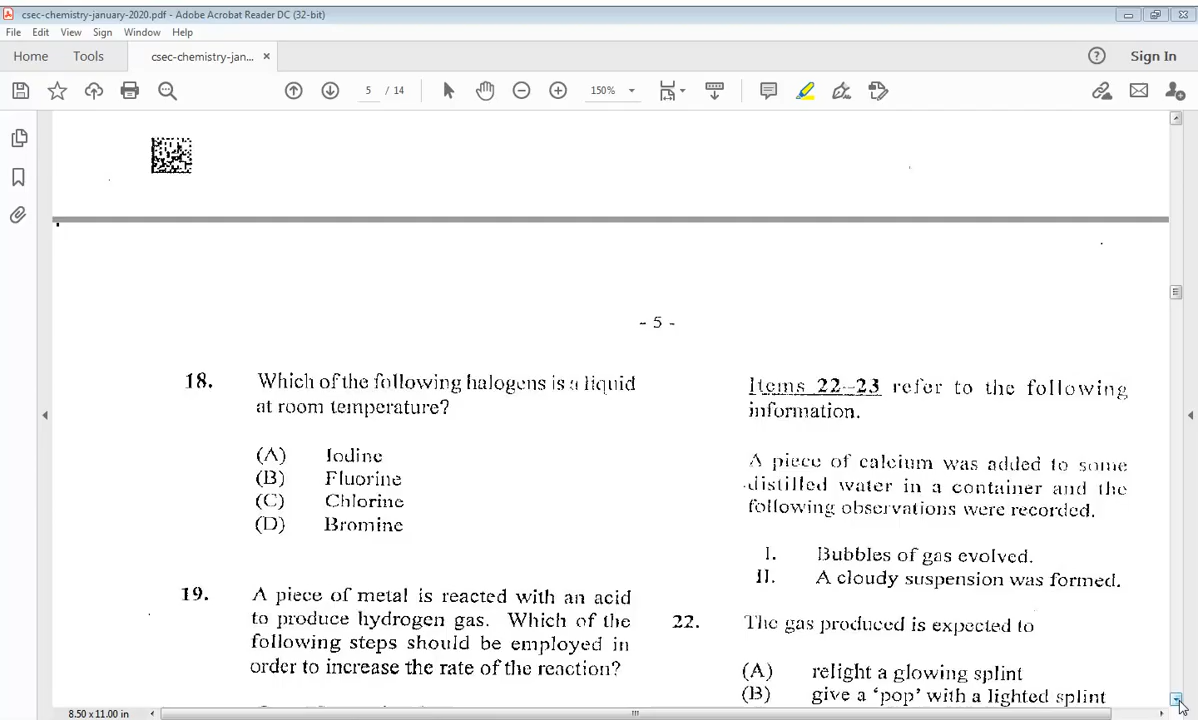 csec-chemistry-january-2020.pdf - Adobe Acrobat Reader DC (32-bit)
File Edit View Sign Window Help
Home Tools csec-chemistry-jan... × Sign In
5 / 14 150%
- 5 -
18. Which of the following halogens is a liquid
at room temperature?
(A) Iodine
(B) Fluorine
(C) Chlorine
(D) Bromine
19. A piece of metal is reacted with an acid
to produce hydrogen gas. Which of the
following steps should be employed in
order to increase the rate of the reaction?
Items 22–23 refer to the following
information.
A piece of calcium was added to some
distilled water in a container and the
following observations were recorded.
I. Bubbles of gas evolved.
II. A cloudy suspension was formed.
22. The gas produced is expected to
(A) relight a glowing splint
(B) give a 'pop' with a lighted splint
8.50 x 11.00 in